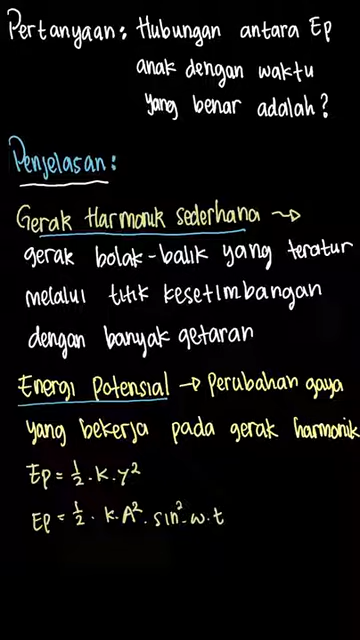 Pertanyaan: Hubungan antara Ep
anak dengan waktu
yang benar adalah?
Penjelasan:
Gerak Harmonik sederhana →
gerak bolak-balik yang teratur
melalui titik kesetimbangan
dengan banyak getaran
Energi Potensial → Perubahan gaya
yang bekerja pada gerak harmonik
Ep = 1/2 . k . y²
Ep = 1/2 . k . A² . sin² . w . t